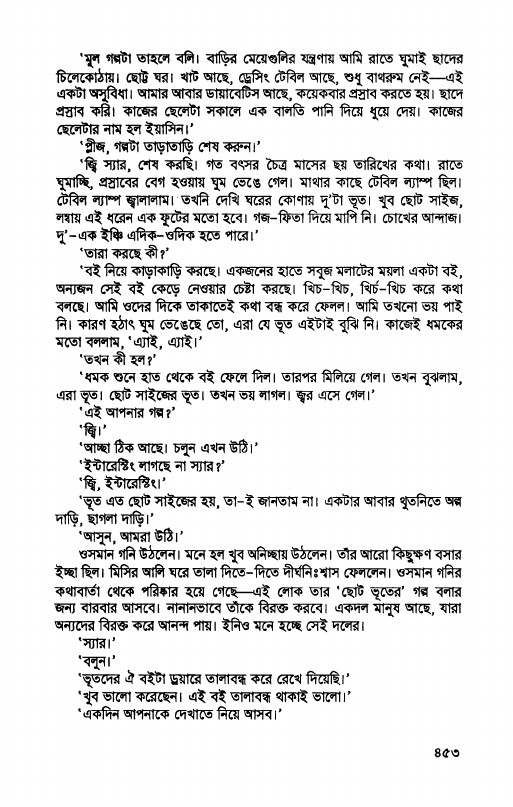 ‘মূল গল্পটা তাহলে বলি। বাড়ির মেয়েগুলির যন্ত্রণায় আমি রাতে ঘুমাই ছাদের
চিলেকোঠায়। ছোট্ট ঘর। খাট আছে, ড্রেসিং টেবিল আছে, শুধু বাথরুম নেই—এই
একটা অসুবিধা। আমার আবার ডায়াবেটিস আছে, কয়েকবার প্রস্রাব করতে হয়। ছাদে
প্রস্রাব করি। কাজের ছেলেটা সকালে এক বালতি পানি দিয়ে ধুয়ে দেয়। কাজের
ছেলেটার নাম হল ইয়াসিন।’
‘প্লীজ, গল্পটা তাড়াতাড়ি শেষ করুন।’
‘জ্বি স্যার, শেষ করছি। গত বৎসর চৈত্র মাসের ছয় তারিখের কথা। রাতে
ঘুমাচ্ছি, প্রস্রাবের বেগ হওয়ায় ঘুম ভেঙে গেল। মাথার কাছে টেবিল ল্যাম্প ছিল।
টেবিল ল্যাম্প জ্বালালাম। তখনি দেখি ঘরের কোণায় দু’টা ভূত। খুব ছোট সাইজ,
লম্বায় এই ধরেন এক ফুটের মতো হবে। গজ-ফিতা দিয়ে মাপি নি। চোখের আন্দাজ।
দু’-এক ইঞ্চি এদিক-ওদিক হতে পারে।’
‘তারা করছে কী?’
‘বই নিয়ে কাড়াকাড়ি করছে। একজনের হাতে সবুজ মলাটের ময়লা একটা বই,
অন্যজন সেই বই কেড়ে নেওয়ার চেষ্টা করছে। খিচ-খিচ, খিচ-খিচ করে কথা
বলছে। আমি ওদের দিকে তাকাতেই কথা বন্ধ করে ফেলল। আমি তখনো ভয় পাই
নি। কারণ হঠাৎ ঘুম ভেঙেছে তো, এরা যে ভূত এইটাই বুঝি নি। কাজেই ধমকের
মতো বললাম, ‘এ্যাই, এ্যাই।’
‘তখন কী হল?’
‘ধমক শুনে হাত থেকে বই ফেলে দিল। তারপর মিলিয়ে গেল। তখন বুঝলাম,
এরা ভূত। ছোট সাইজের ভূত। তখন ভয় লাগল। জ্বর এসে গেল।’
‘এই আপনার গল্প?’
‘জ্বি।’
‘আচ্ছা ঠিক আছে। চলুন এখন উঠি।’
‘ইন্টারেস্টিং লাগছে না স্যার?’
‘জ্বি, ইন্টারেস্টিং।’
‘ভূত এত ছোট সাইজের হয়, তা-ই জানতাম না। একটার আবার থুতনিতে অল্প
দাড়ি, ছাগলা দাড়ি।’
‘আসুন, আমরা উঠি।’
ওসমান গনি উঠলেন। মনে হল খুব অনিচ্ছায় উঠলেন। তাঁর আরো কিছুক্ষণ বসার
ইচ্ছা ছিল। মিসির আলি ঘরে তালা দিতে-দিতে দীর্ঘনিঃশ্বাস ফেললেন। ওসমান গনির
কথাবার্তা থেকে পরিষ্কার হয়ে গেছে—এই লোক তার ‘ছোট ভূতের’ গল্প বলার
জন্য বারবার আসবে। নানানভাবে তাঁকে বিরক্ত করবে। একদল মানুষ আছে, যারা
অন্যদের বিরক্ত করে আনন্দ পায়। ইনিও মনে হচ্ছে সেই দলের।
‘স্যার।’
‘বলুন।’
‘ভূতদের ঐ বইটা ড্রয়ারে তালাবন্ধ করে রেখে দিয়েছি।’
‘খুব ভালো করেছেন। এই বই তালাবন্ধ থাকাই ভালো।’
‘একদিন আপনাকে দেখাতে নিয়ে আসব।’
৪৫৩